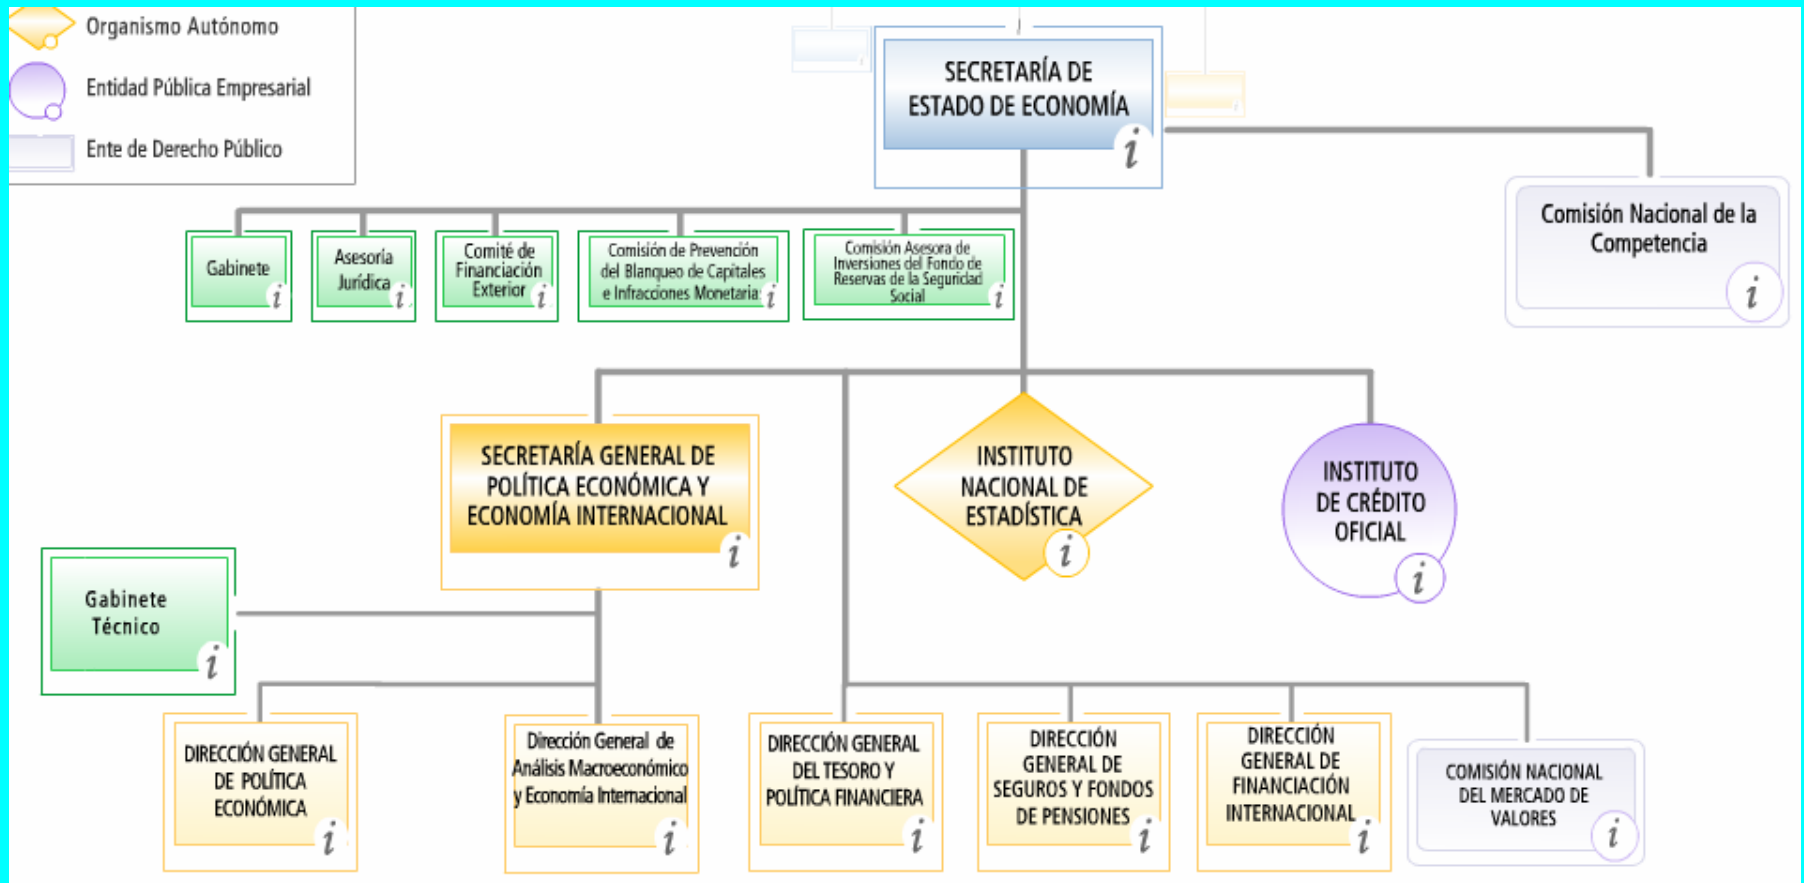 Organismo Autónomo
Entidad Pública Empresarial
Ente de Derecho Público
SECRETARÍA DE
ESTADO DE ECONOMÍA
i
Comisión Nacional de la
Competencia
i
Gabinete
i
Asesoría
Jurídica
i
Comité de
Financiación
Exterior
i
Comisión de Prevención
del Blanqueo de Capitales
e Infracciones Monetaria
i
Comisión Asesora de
Inversiones del Fondo de
Reservas de la Seguridad
Social
i
SECRETARÍA GENERAL DE
POLÍTICA ECONÓMICA Y
ECONOMÍA INTERNACIONAL
i
INSTITUTO
NACIONAL DE
ESTADÍSTICA
i
INSTITUTO
DE CRÉDITO
OFICIAL
i
Gabinete
Técnico
i
DIRECCIÓN GENERAL
DE POLÍTICA
ECONÓMICA
i
Dirección General de
Análisis Macroeconómico
y Economía Internacional
i
DIRECCIÓN GENERAL
DEL TESORO Y
POLÍTICA FINANCIERA
i
DIRECCIÓN
GENERAL DE
SEGUROS Y FONDOS
DE PENSIONES
i
DIRECCIÓN
GENERAL DE
FINANCIACIÓN
INTERNACIONAL
i
COMISIÓN NACIONAL
DEL MERCADO DE
VALORES
i